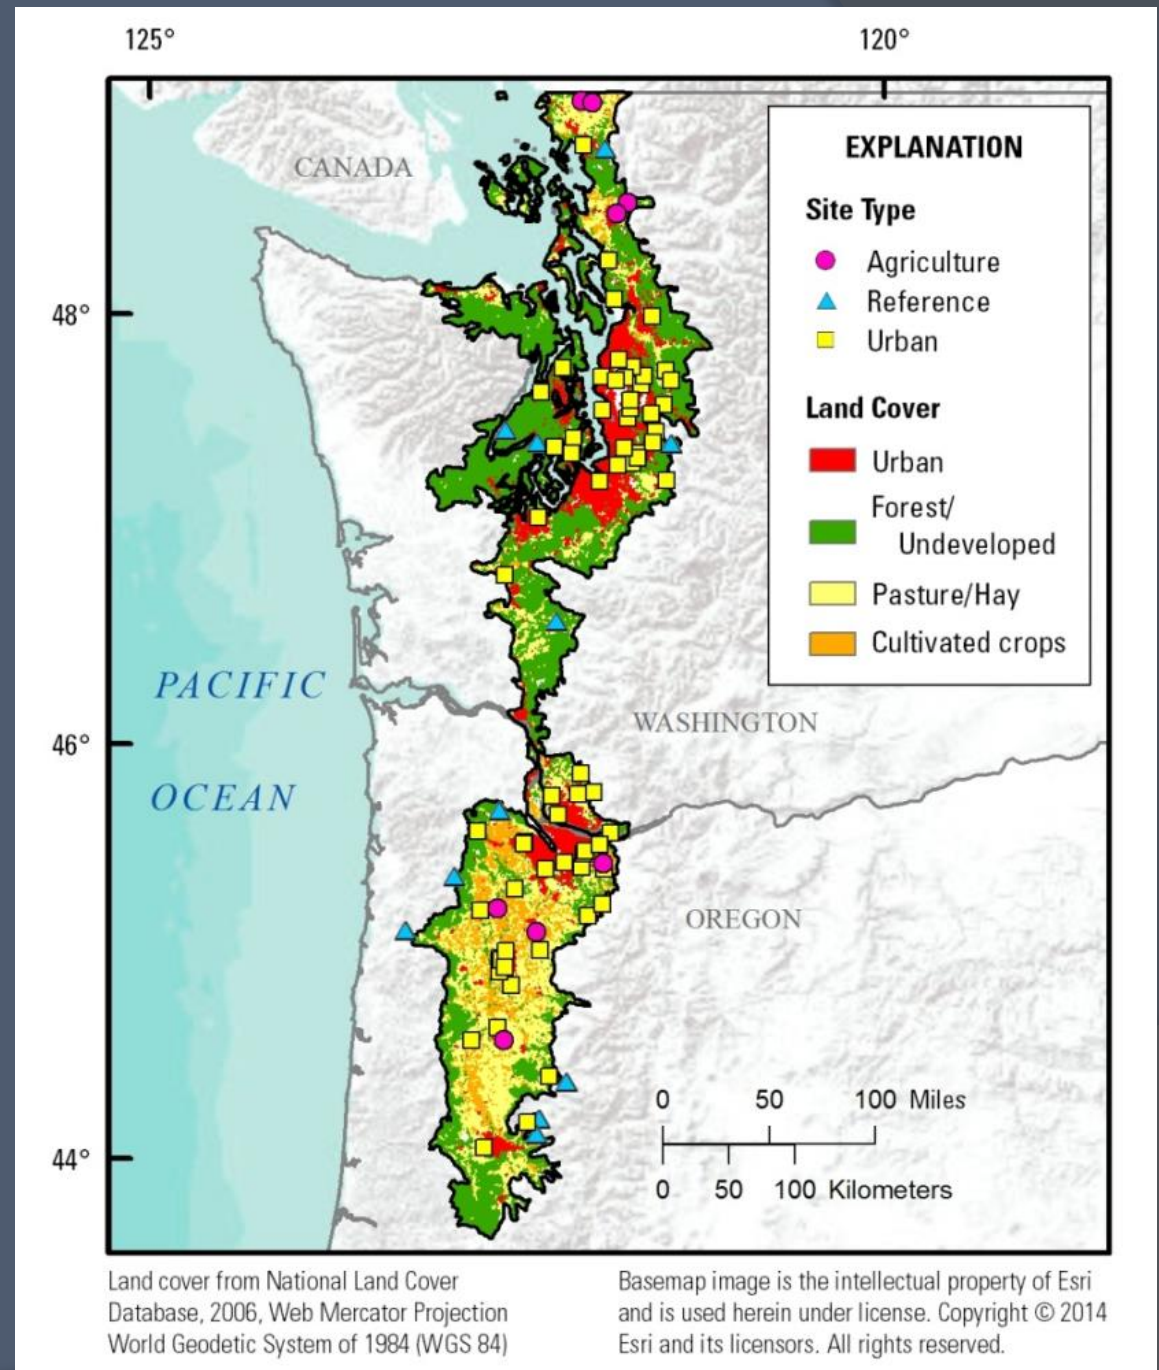 125°
120°
CANADA
EXPLANATION
Site Type
Agriculture
Reference
Urban
48°
Land Cover
Urban
Forest/
Undeveloped
Pasture/Hay
Cultivated crops
PACIFIC
OCEAN
WASHINGTON
46°
OREGON
0 50 100 Miles
0 50 100 Kilometers
44°
Land cover from National Land Cover
Database, 2006, Web Mercator Projection
World Geodetic System of 1984 (WGS 84)
Basemap image is the intellectual property of Esri
and is used herein under license. Copyright © 2014
Esri and its licensors. All rights reserved.